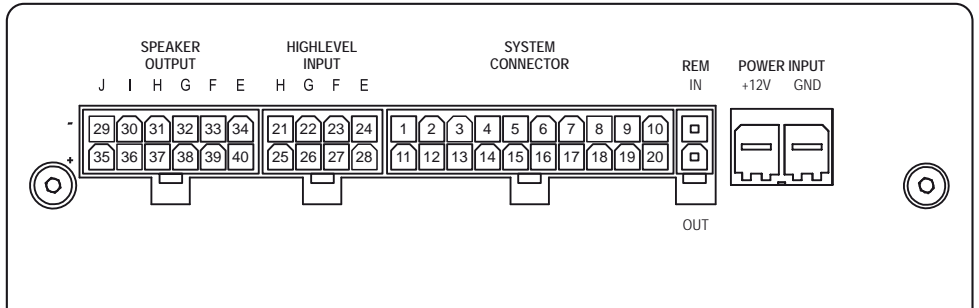 SPEAKER
OUTPUT
HIGHLEVEL
INPUT
SYSTEM
CONNECTOR
REM
IN
POWER INPUT
+12V GND
J I H G F E
H G F E
- 29 30 31 32 33 34
21 22 23 24
1 2 3 4 5 6 7 8 9 10
+ 35 36 37 38 39 40
25 26 27 28
11 12 13 14 15 16 17 18 19 20
OUT